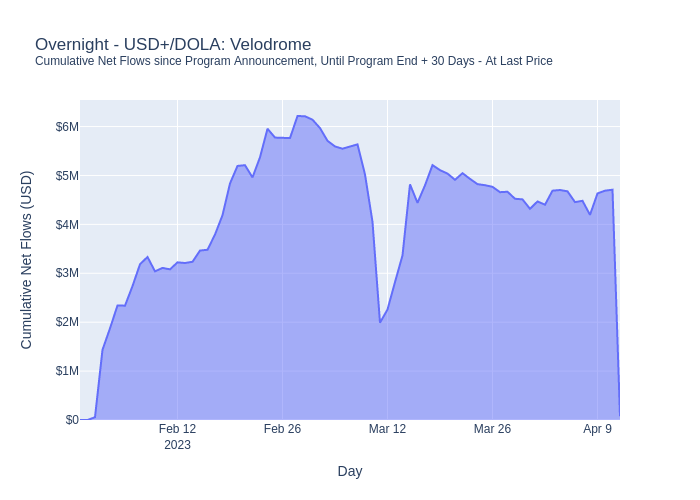 Overnight - USD+/DOLA: Velodrome
Cumulative Net Flows since Program Announcement, Until Program End + 30 Days - At Last Price
Cumulative Net Flows (USD)
$6M
$5M
$4M
$3M
$2M
$1M
$0
Feb 12
2023
Feb 26
Mar 12
Mar 26
Apr 9
Day